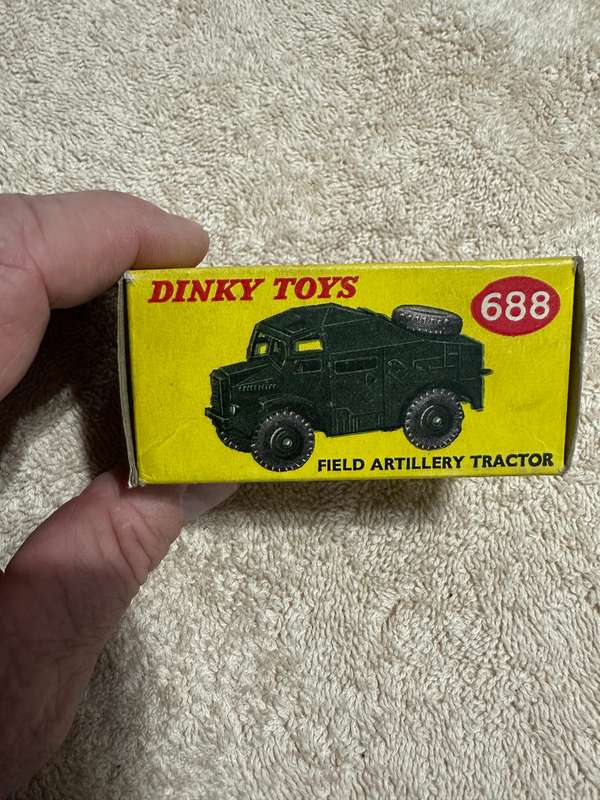 DINKY TOYS
688
FIELD ARTILLERY TRACTOR